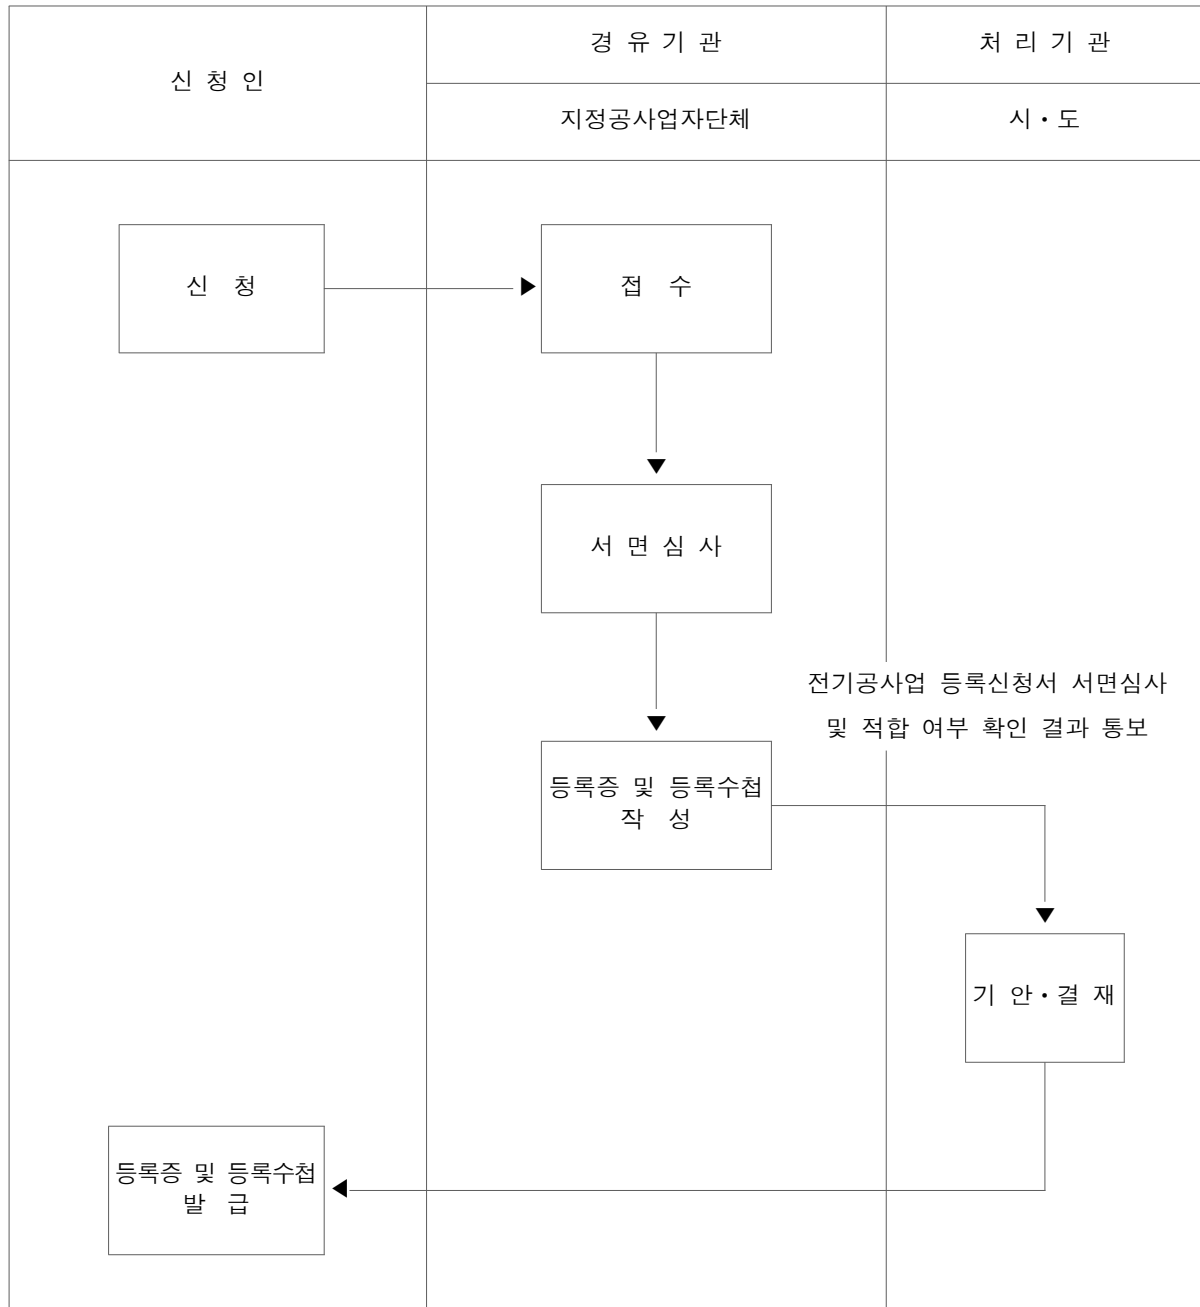 신 청 인
경 유 기 관
처 리 기 관
지정공사업자단체
시·도
신 청
접 수
서 면 심 사
전기공사업 등록신청서 서면심사
및 적합 여부 확인 결과 통보
등록증 및 등록수첩
작 성
기 안·결 재
등록증 및 등록수첩
발 급